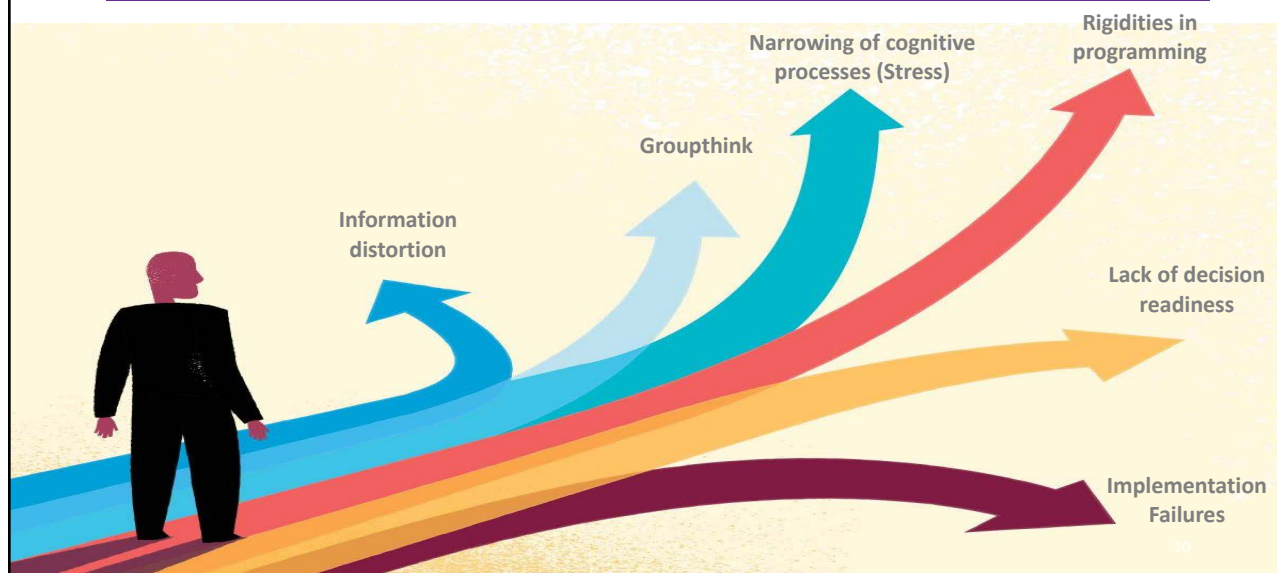 Rigidities in
programming
Narrowing of cognitive
processes (Stress)
Groupthink
Information
distortion
Lack of decision
readiness
Implementation
Failures
10